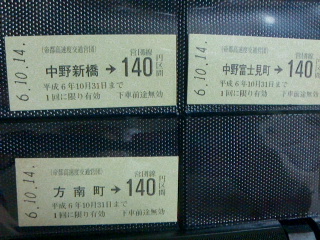 6.10.14.
(帝都高速度交通営団)
中野新橋 → 140 円区間
平成 6年10月31日まで
1回に限り有効 下車前途無効
6.10.14.
(帝都高速度交通営団)
中野富士見町 → 140 円区間
平成 6年10月31日まで
1回に限り有効 下車前途無効
6.10.14.
(帝都高速度交通営団)
方南町 → 140 円区間
平成 6年10月31日まで
1回に限り有効 下車前途無効